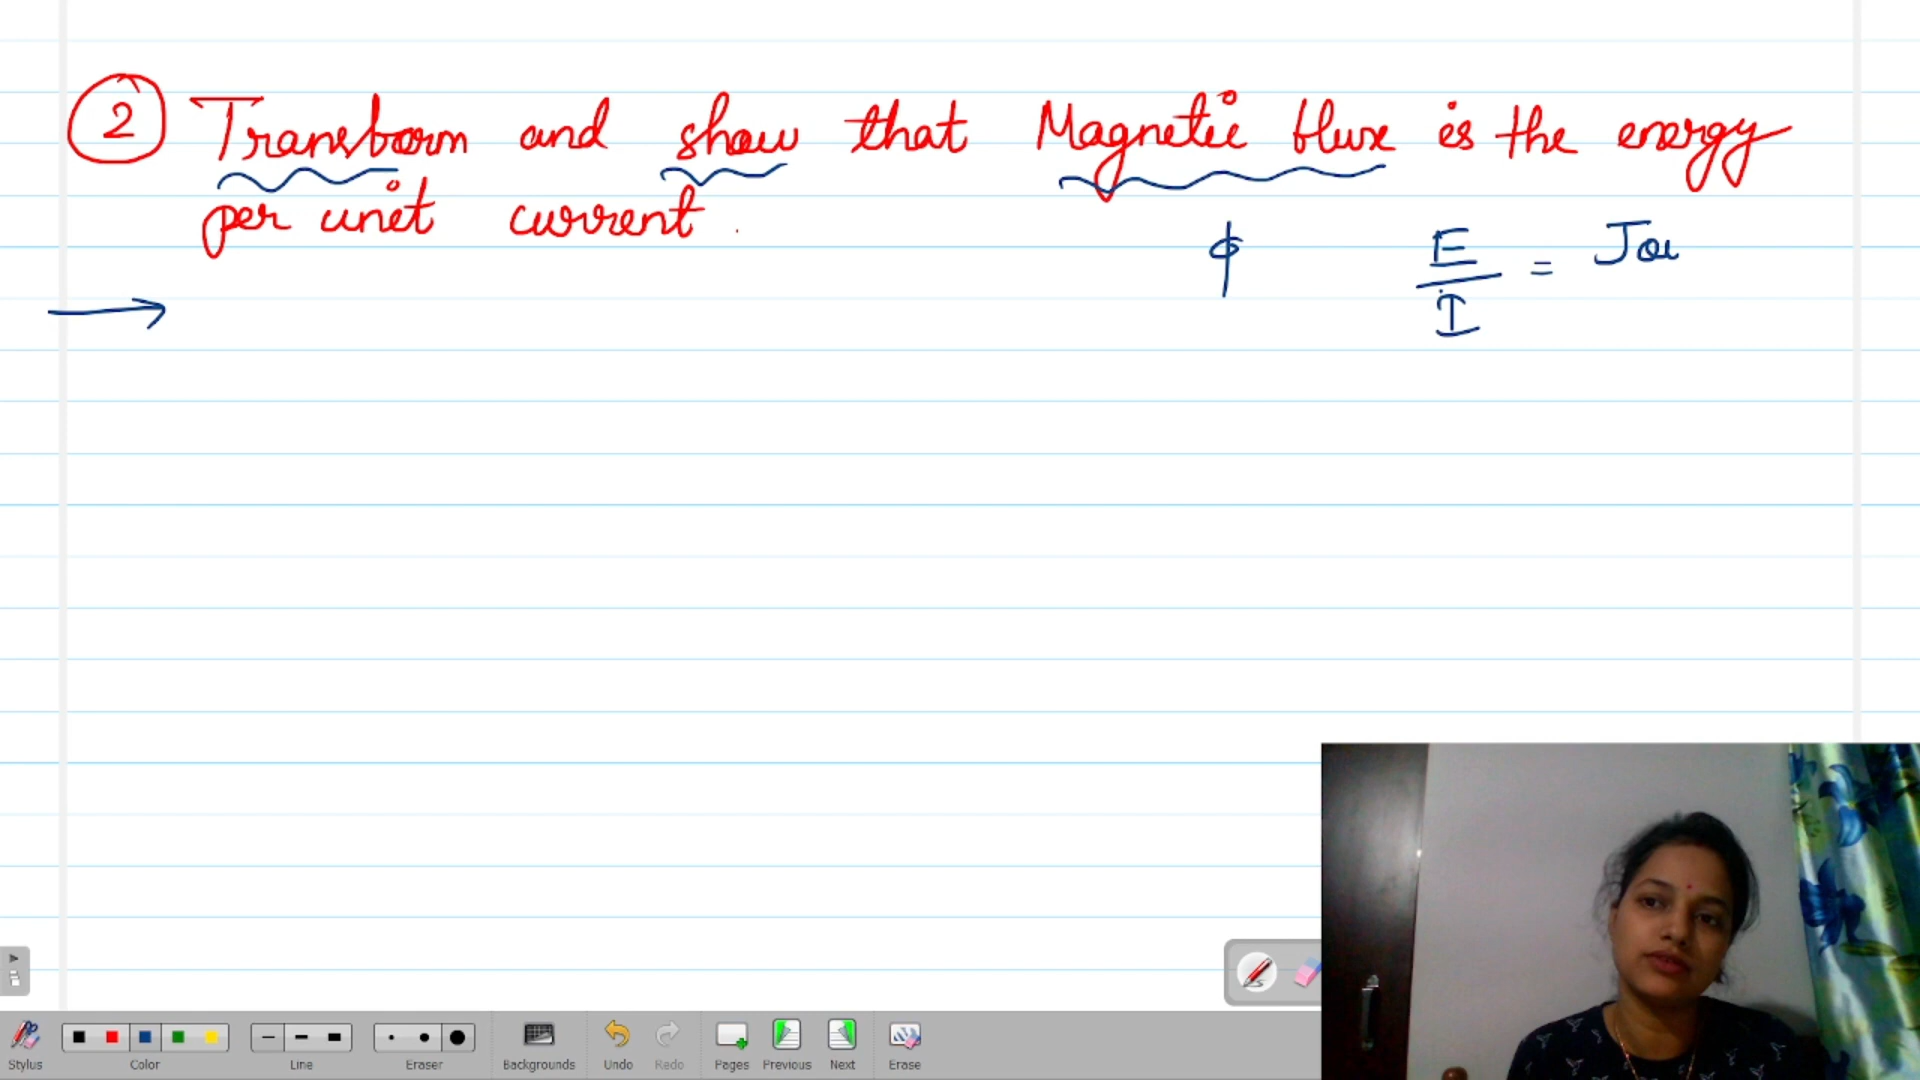 2 Transform and show that Magnetic flux is the energy
per unit current.
ϕ E/I = Jou
Stylus Color Line Eraser Backgrounds Undo Redo Pages Previous Next Erase